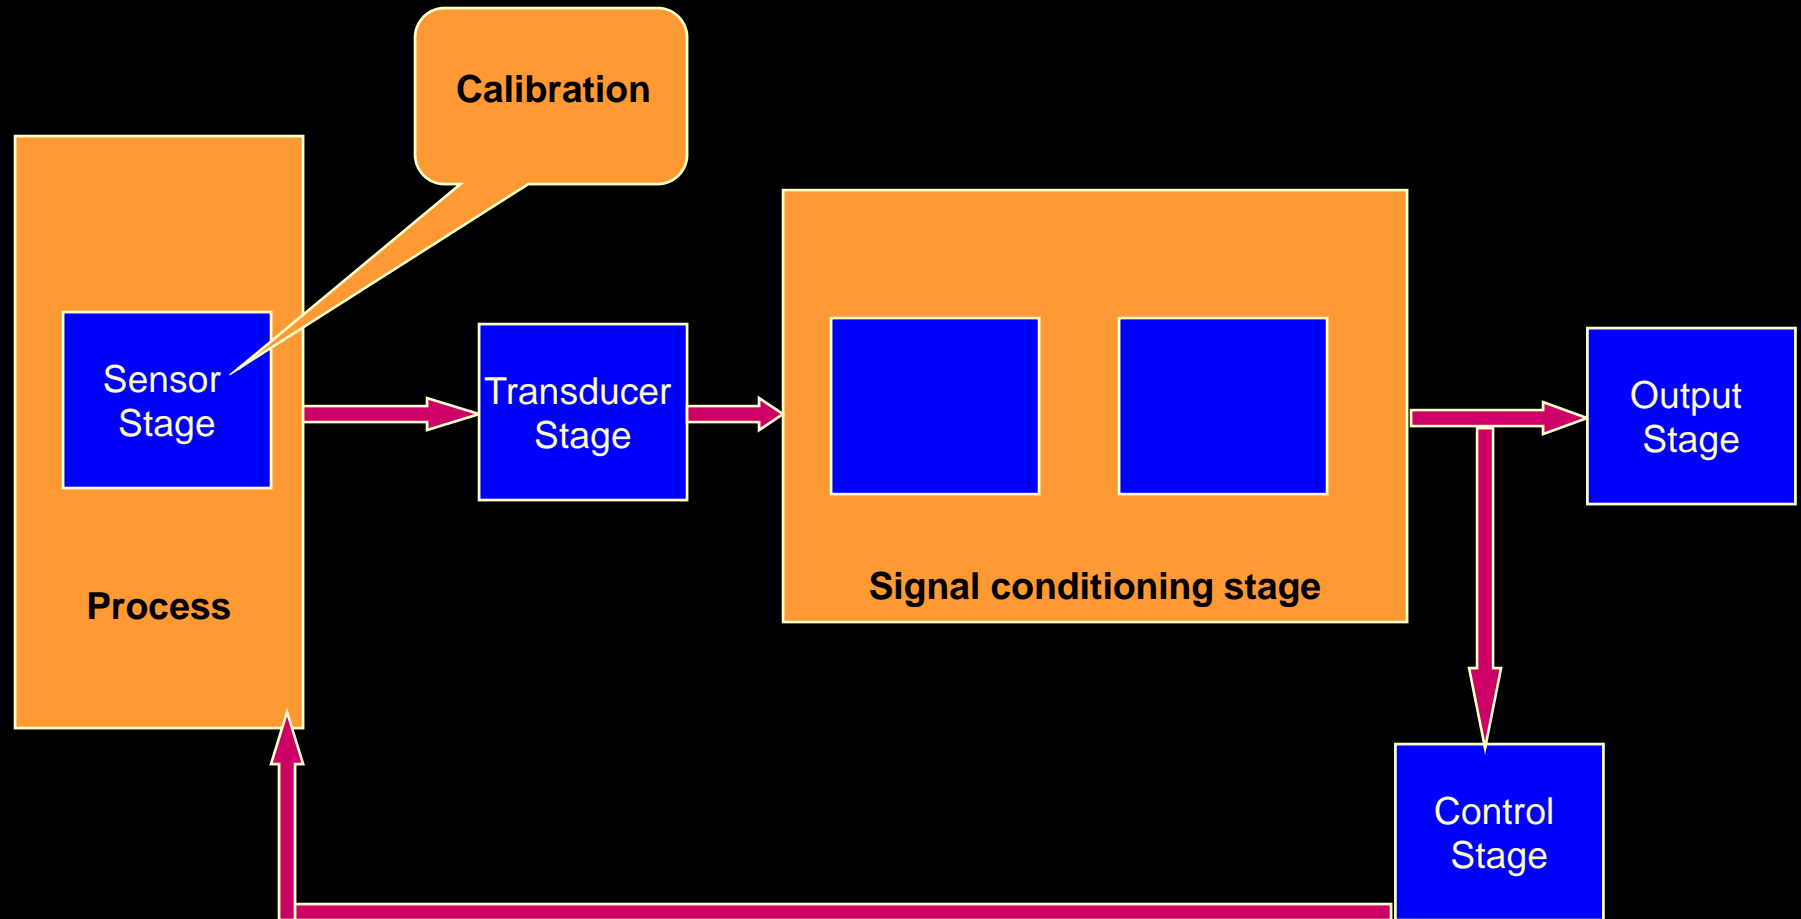 Calibration
Sensor
Stage
Process
Transducer
Stage
Signal conditioning stage
Output
Stage
Control
Stage